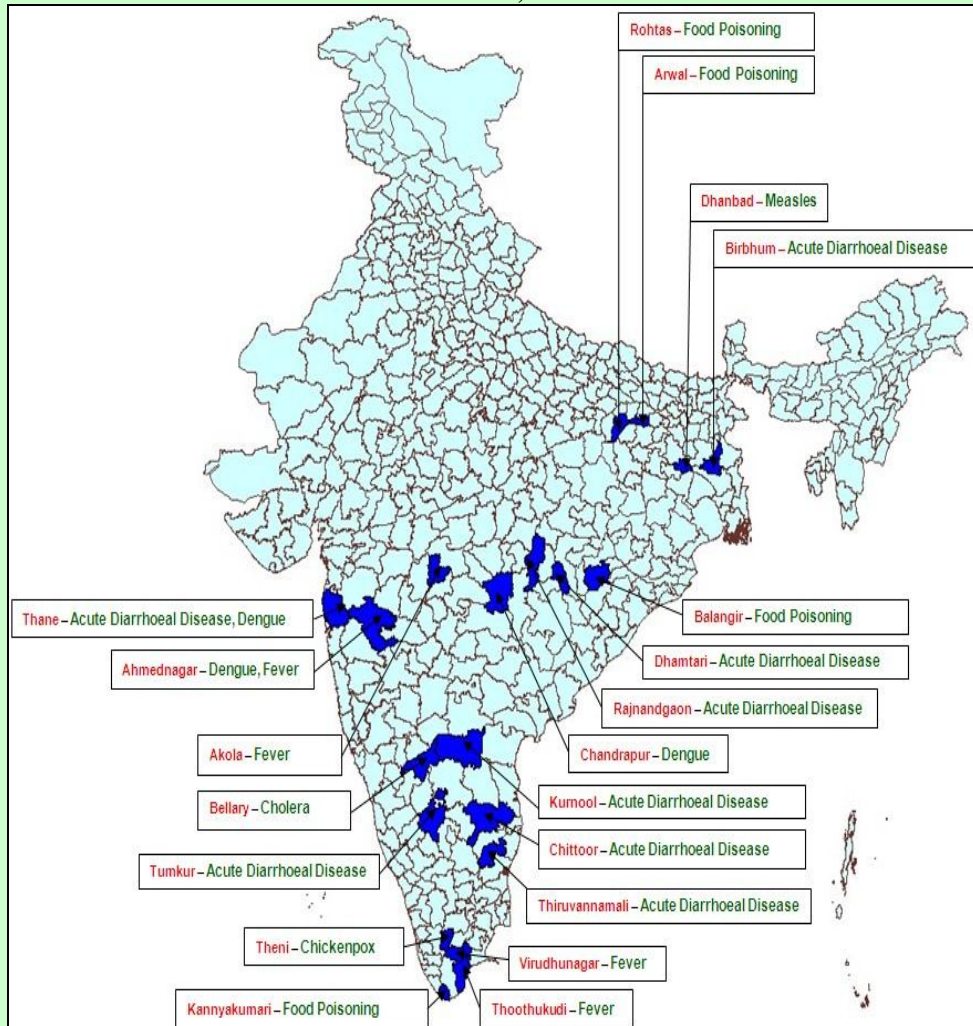 Rohtas – Food Poisoning
Arwal – Food Poisoning
Dhanbad – Measles
Birbhum – Acute Diarrhoeal Disease
Thane – Acute Diarrhoeal Disease, Dengue
Balangir – Food Poisoning
Ahmednagar – Dengue, Fever
Dhamtari – Acute Diarrhoeal Disease
Rajnandgaon – Acute Diarrhoeal Disease
Akola – Fever
Chandrapur – Dengue
Bellary – Cholera
Kurnool – Acute Diarrhoeal Disease
Chittoor – Acute Diarrhoeal Disease
Tumkur – Acute Diarrhoeal Disease
Thiruvannamali – Acute Diarrhoeal Disease
Theni – Chickenpox
Virudhunagar – Fever
Kannyakumari – Food Poisoning
Thoothukudi – Fever